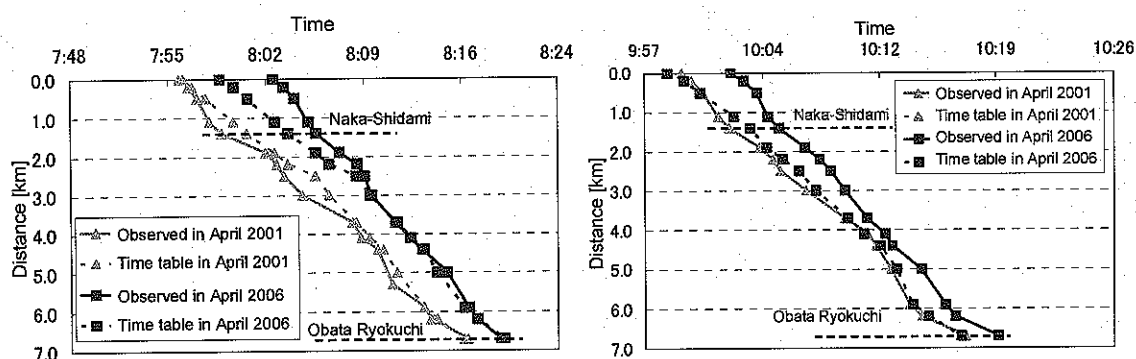 Time
7:48 7:55 8:02 8:09 8:16 8:24
Distance [km]
0.0
1.0
2.0
3.0
4.0
5.0
6.0
7.0
Naka-Shidami
Observed in April 2001
Time table in April 2001
Observed in April 2006
Time table in April 2006
Obata Ryokuchi
Time
9:57 10:04 10:12 10:19 10:26
Distance [km]
0.0
1.0
2.0
3.0
4.0
5.0
6.0
7.0
Observed in April 2001
Time table in April 2001
Observed in April 2006
Time table in April 2006
Naka-Shidami
Obata Ryokuchi